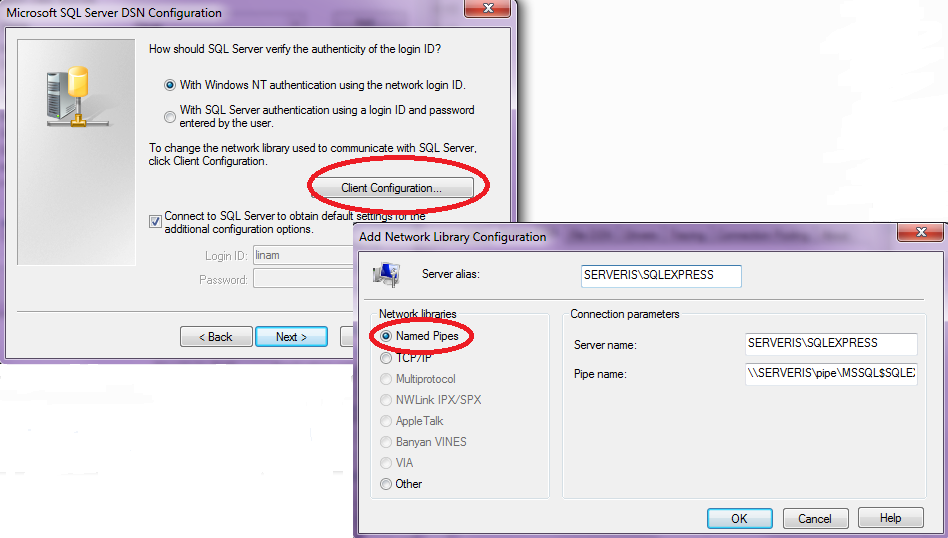 Microsoft SQL Server DSN Configuration
How should SQL Server verify the authenticity of the login ID?
With Windows NT authentication using the network login ID.
With SQL Server authentication using a login ID and password
entered by the user.
To change the network library used to communicate with SQL Server,
click Client Configuration.
Client Configuration...
Connect to SQL Server to obtain default settings for the
additional configuration options.
Login ID: linam
Password:
< Back
Next >
Add Network Library Configuration
Server alias: SERVERIS\SQLEXPRESS
Network libraries
Named Pipes
TCP/IP
Multiprotocol
NWLink IPX/SPX
AppleTalk
Banyan VINES
VIA
Other
Connection parameters
Server name: SERVERIS\SQLEXPRESS
Pipe name: \\SERVERIS\pipe\MSSQL$SQLEX
OK
Cancel
Help